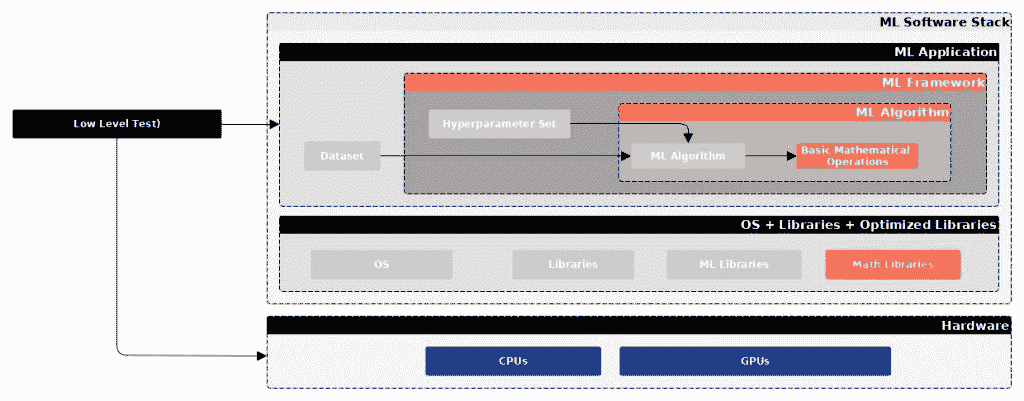 ML Software Stack
ML Application
ML Framework
ML Algorithm
Low Level Test)
Hyperparameter Set
Dataset
ML Algorithm
Basic Mathematical
Operations
OS + Libraries + Optimized Libraries
OS
Libraries
ML Libraries
Math Libraries
Hardware
CPUs
GPUs